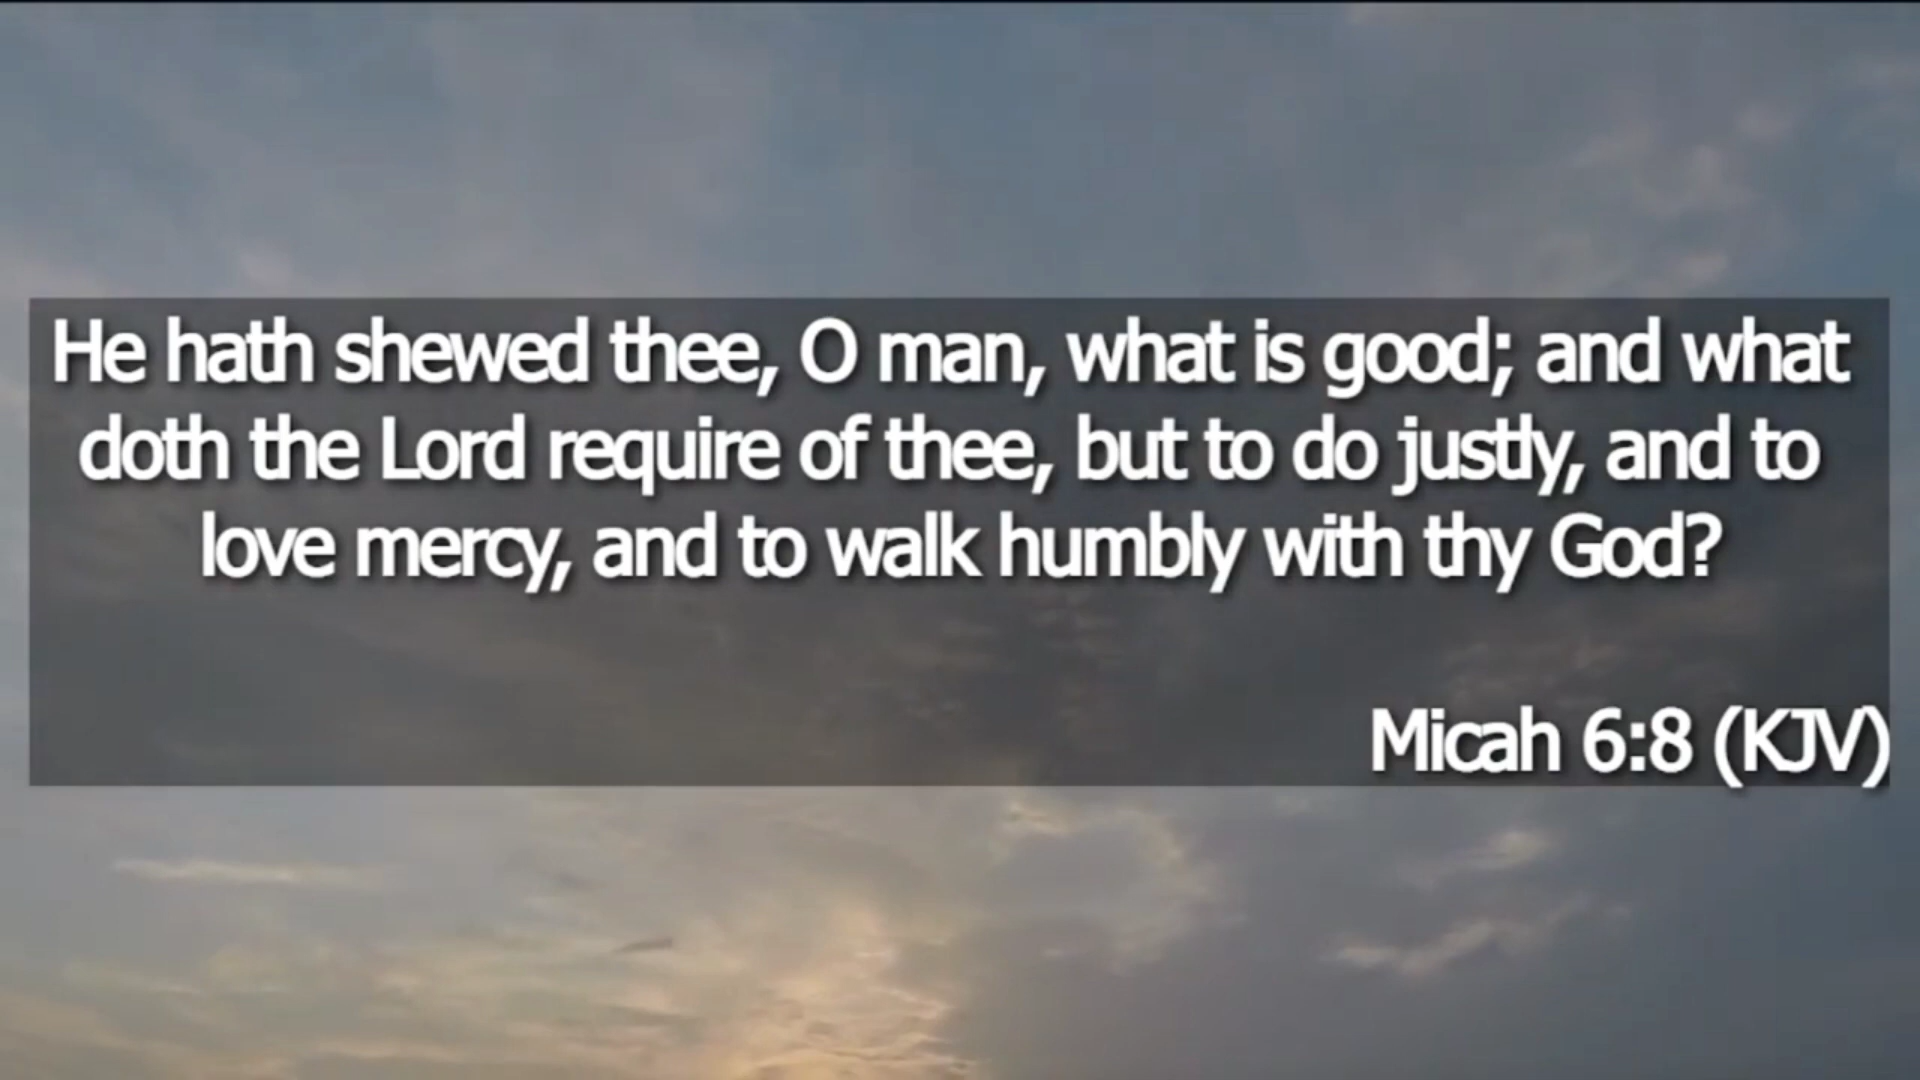 He hath shewed thee, O man, what is good; and what
doth the Lord require of thee, but to do justly, and to
love mercy, and to walk humbly with thy God?
Micah 6:8 (KJV)